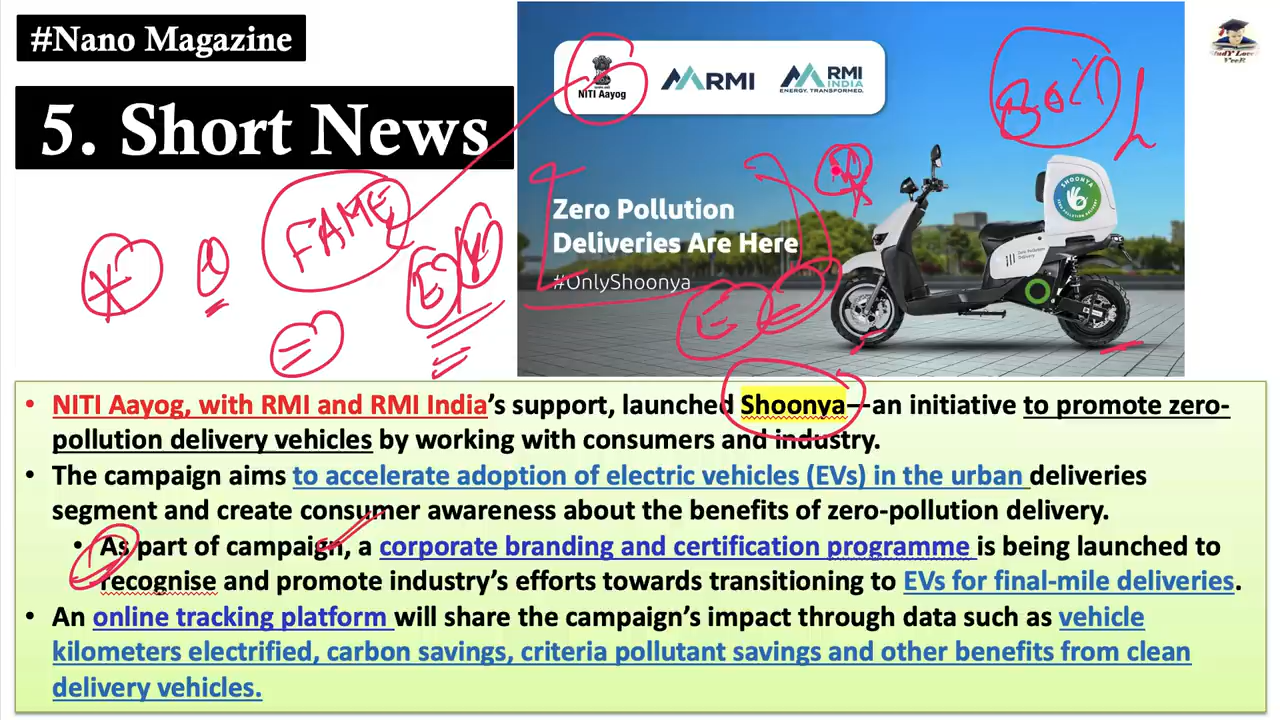 #Nano Magazine
5. Short News
NITI Aayog
RMI
RMI
INDIA
ENERGY. TRANSFORMED.
Zero Pollution
Deliveries Are Here
#OnlyShoonya
SHOONYA
ZERO POLLUTION DELIVERY
Zero Pollution
Delivery
FAME
• NITI Aayog, with RMI and RMI India's support, launched Shoonya—an initiative to promote zero-
pollution delivery vehicles by working with consumers and industry.
• The campaign aims to accelerate adoption of electric vehicles (EVs) in the urban deliveries
segment and create consumer awareness about the benefits of zero-pollution delivery.
• As part of campaign, a corporate branding and certification programme is being launched to
recognise and promote industry's efforts towards transitioning to EVs for final-mile deliveries.
• An online tracking platform will share the campaign's impact through data such as vehicle
kilometers electrified, carbon savings, criteria pollutant savings and other benefits from clean
delivery vehicles.